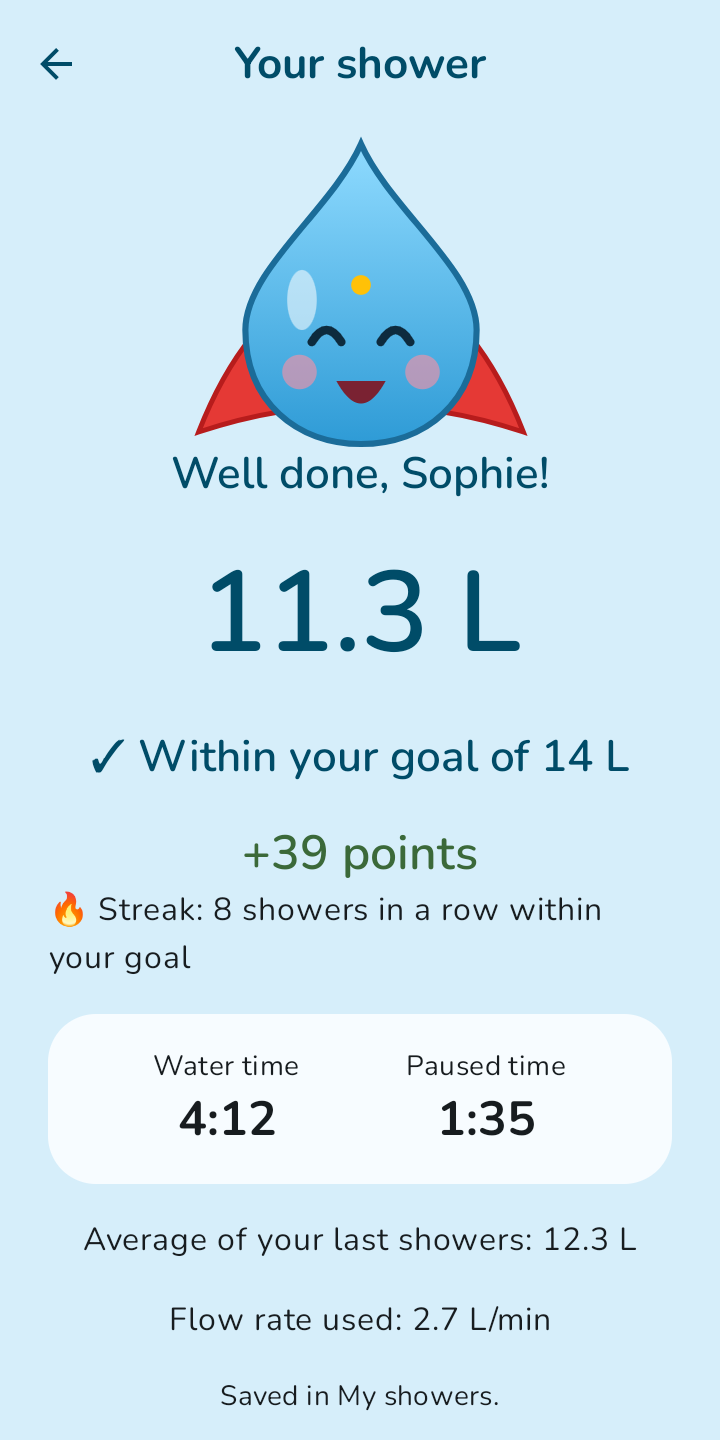 Your shower
Well done, Sophie!
11.3 L
✓ Within your goal of 14 L
+39 points
🔥 Streak: 8 showers in a row within
your goal
Water time
Paused time
4:12
1:35
Average of your last showers: 12.3 L
Flow rate used: 2.7 L/min
Saved in My showers.